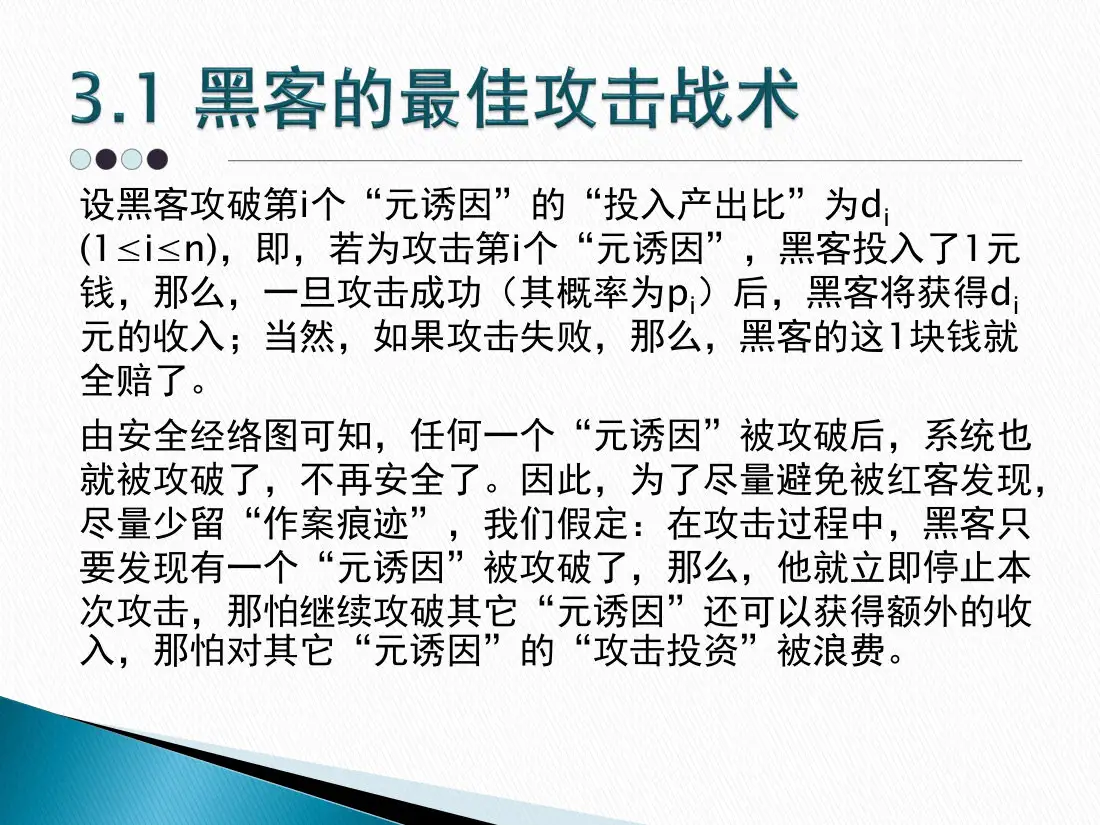 3.1 黑客的最佳攻击战术
设黑客攻破第i个“元诱因”的“投入产出比”为di
(1≤i≤n)，即，若为攻击第i个“元诱因”，黑客投入了1元
钱，那么，一旦攻击成功（其概率为pi）后，黑客将获得di
元的收入；当然，如果攻击失败，那么，黑客的这1块钱就
全赔了。
由安全经络图可知，任何一个“元诱因”被攻破后，系统也
就被攻破了，不再安全了。因此，为了尽量避免被红客发现，
尽量少留“作案痕迹”，我们假定：在攻击过程中，黑客只
要发现有一个“元诱因”被攻破了，那么，他就立即停止本
次攻击，那怕继续攻破其它“元诱因”还可以获得额外的收
入，那怕对其它“元诱因”的“攻击投资”被浪费。